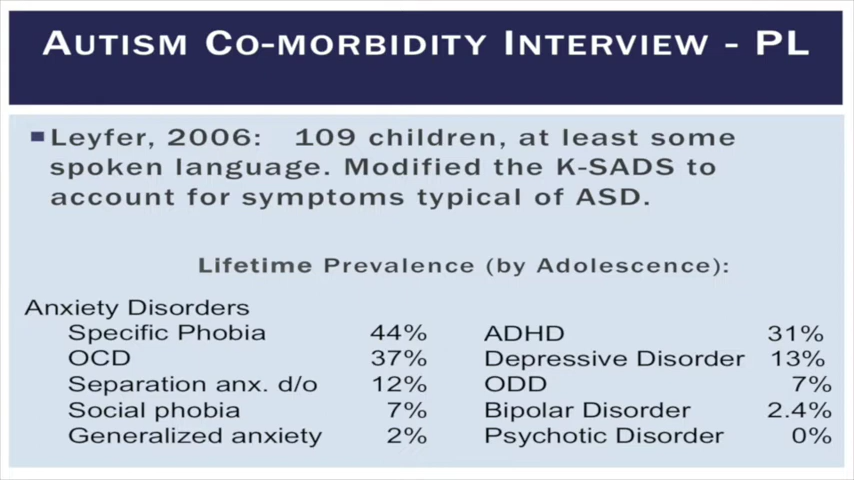 AUTISM CO-MORBIDITY INTERVIEW - PL
Leyfer, 2006: 109 children, at least some
spoken language. Modified the K-SADS to
account for symptoms typical of ASD.
Lifetime Prevalence (by Adolescence):
Anxiety Disorders
Specific Phobia 44% ADHD 31%
OCD 37% Depressive Disorder 13%
Separation anx. d/o 12% ODD 7%
Social phobia 7% Bipolar Disorder 2.4%
Generalized anxiety 2% Psychotic Disorder 0%